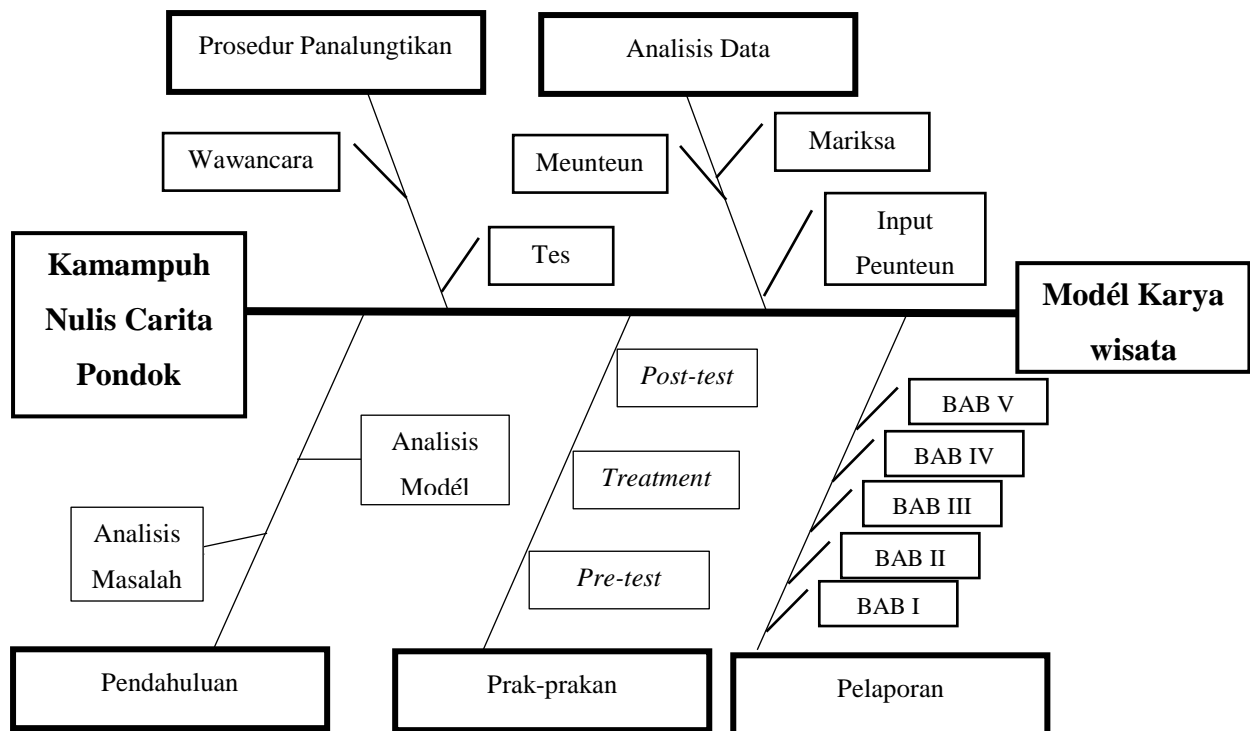 Prosedur Panalungtikan
Analisis Data
Wawancara
Meunteun
Mariksa
Tes
Input
Peunteun
Kamampuh
Nulis Carita
Pondok
Modél Karya
wisata
Post-test
Analisis
Modél
Treatment
Analisis
Masalah
Pre-test
BAB V
BAB IV
BAB III
BAB II
BAB I
Pendahuluan
Prak-prakan
Pelaporan